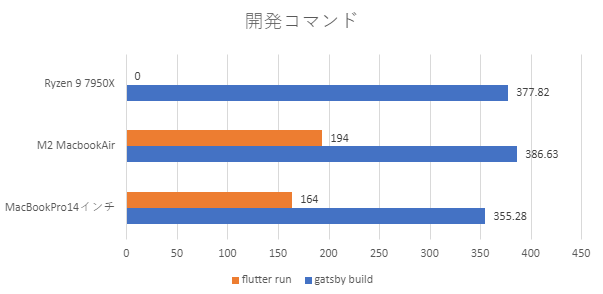 開発コマンド
Ryzen 9 7950X
0
377.82
M2 MacbookAir
194
386.63
MacBookPro14インチ
164
355.28
0 50 100 150 200 250 300 350 400 450
flutter run gatsby build